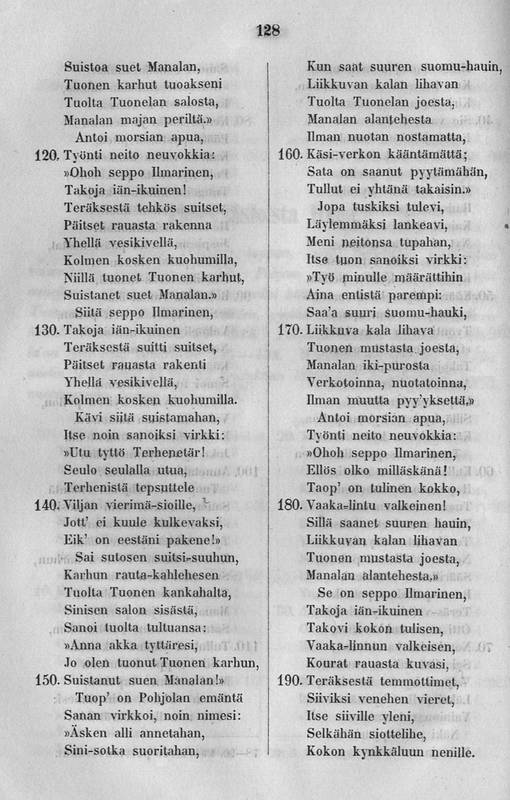 128
Suistoa suet Manalan,
Tuonen karhut tuoakseni
Tuolta Tuonelan salosta,
Manalan majan periltä.»
Antoi morsian apua,
120. Työnti neito neuvokkia:
»Ohoh seppo Ilmarinen,
Takoja iän-ikuinen!
Teräksestä tehkös suitset,
Päitset rauasta rakenna
Yhellä vesikivellä,
Kolmen kosken kuohumilla,
Niillä tuonet Tuonen karhut,
Suistanet suet Manalan.»
Siitä seppo Ilmarinen,
130. Takoja iän-ikuinen
Teräksestä suitti suitset,
Päitset rauasta rakenti
Yhellä vesikivellä,
Kolmen kosken kuohumilla.
Kävi siitä suistamahan,
Itse noin sanoiksi virkki:
»Utu tyttö Terhenetär!
Seulo seulalla utua,
Terhenistä tepsuttele
140. Viljan vierimä-sioille,
Jott' ei kuule kulkevaksi,
Eik' on eestäni pakene!»
Sai sutosen suitsi-suuhun,
Karhun rauta-kahlehesen
Tuolta Tuonen kankahalta,
Sinisen salon sisästä,
Sanoi tuolta tultuansa:
»Anna akka tyttäresi,
Jo olen tuonut Tuonen karhun,
150. Suistanut suen Manalan!»
Tuop' on Pohjolan emäntä
Sanan virkkoi, noin nimesi:
»Äsken alli annetahan,
Sini-sotka suoritahan,
Kun saat suuren suomu-hauin,
Liikkuvan kalan lihavan
Tuolta Tuonelan joesta,
Manalan alantehesta
Ilman nuotan nostamatta,
160. Käsi-verkon kääntämättä;
Sata on saanut pyytämähän,
Tullut ei yhtänä takaisin.»
Jopa tuskiksi tulevi,
Läylemmäksi lankeavi,
Meni neitonsa tupahan,
Itse tuon sanoiksi virkki:
»Työ minulle määrättihin
Aina entistä parempi:
Saa'a suuri suomu-hauki,
170. Liikkuva kala lihava
Tuonen mustasta joesta,
Manalan iki-purosta
Verkotoinna, nuotatoinna,
Ilman muutta pyy'yksettä.»
Antoi morsian apua,
Työnti neito neuvokkia:
»Ohoh seppo Ilmarinen,
Ellös olko milläskänä!
Taop' on tulinen kokko,
180. Vaaka-lintu valkeinen!
Sillä saanet suuren hauin,
Liikkuvan kalan lihavan
Tuonen mustasta joesta,
Manalan alantehesta.»
Se on seppo Ilmarinen,
Takoja iän-ikuinen
Takovi kokon tulisen,
Vaaka-linnun valkeisen,
Kourat rauasta kuvasi,
190. Teräksestä temmottimet,
Siiviksi venehen vieret,
Itse siiville yleni,
Selkähän siottelihe,
Kokon kynkkäluun nenille.